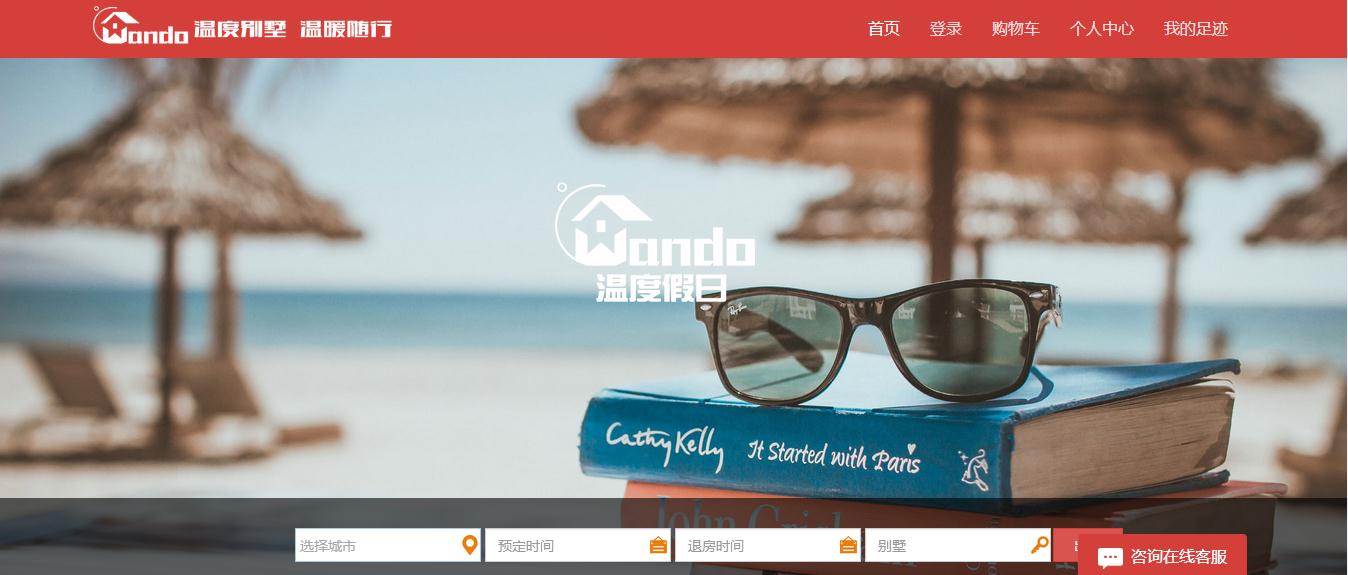 Wando 温度别墅 温暖随行
首页 登录 购物车 个人中心 我的足迹
Wando
温度假日
Ray-Ban
Cathy Kelly It Started with Paris
John
选择城市 预定时间 退房时间 别墅
咨询在线客服